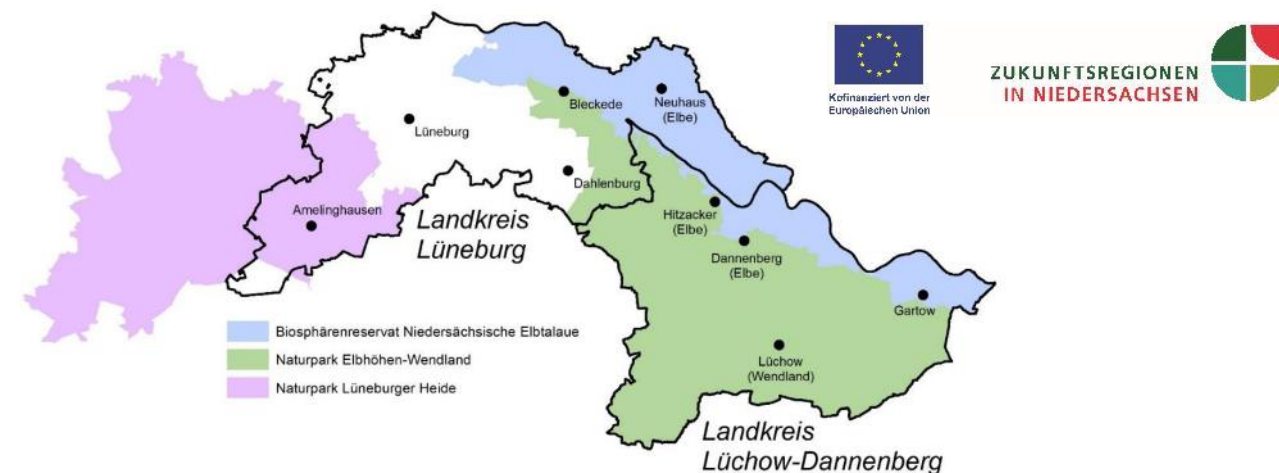 Kofinanziert von der
Europäischen Union
ZUKUNFTSREGIONEN
IN NIEDERSACHSEN
Bleckede
Neuhaus
(Elbe)
Lüneburg
Dahlenburg
Amelinghausen
Landkreis
Lüneburg
Hitzacker
(Elbe)
Dannenberg
(Elbe)
Gartow
Biosphärenreservat Niedersächsische Elbtalaue
Naturpark Elbhöhen-Wendland
Naturpark Lüneburger Heide
Lüchow
(Wendland)
Landkreis
Lüchow-Dannenberg